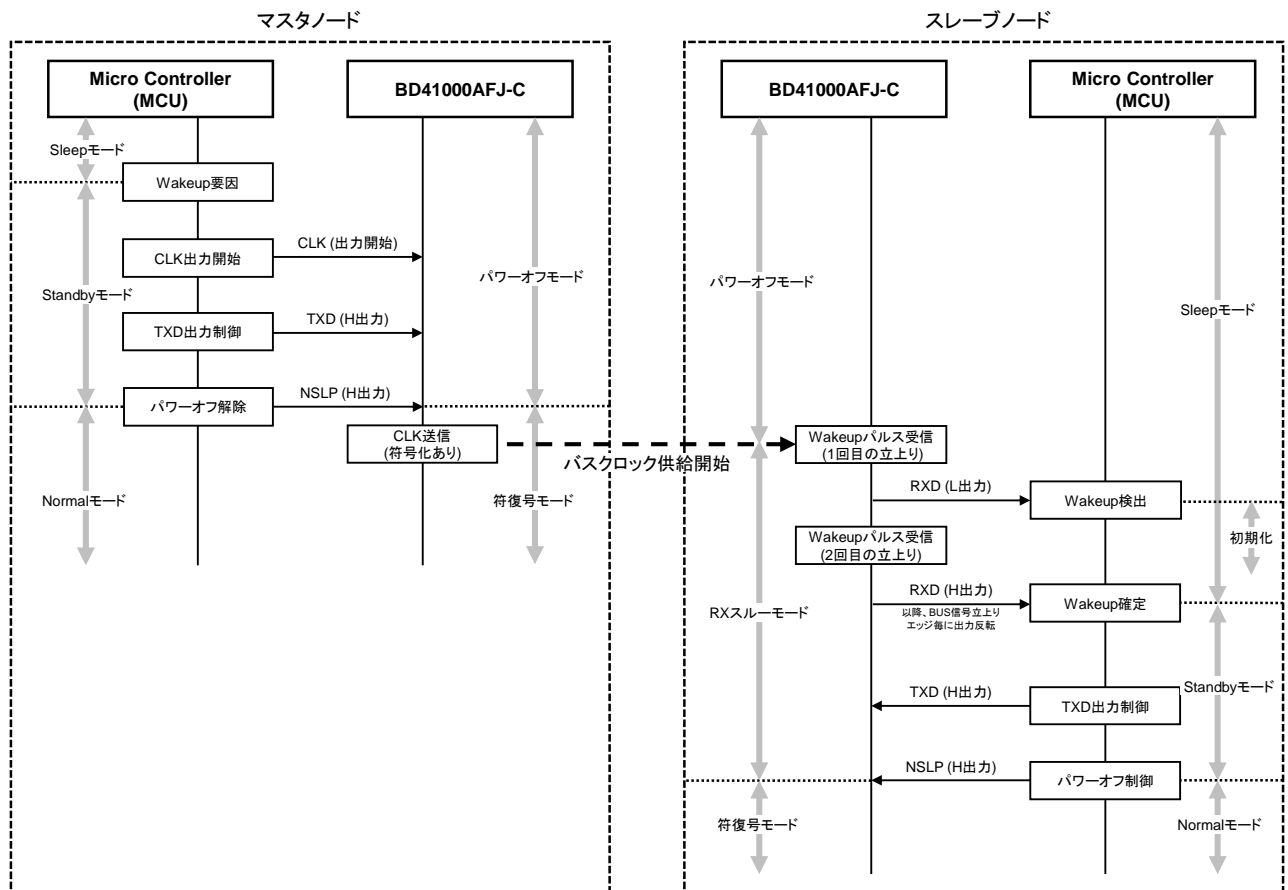 マスタノード
スレーブノード
Micro Controller
(MCU)
BD41000AFJ-C
BD41000AFJ-C
Micro Controller
(MCU)
Sleepモード
Wakeup要因
CLK出力開始
CLK (出力開始)
Standbyモード
パワーオフモード
TXD出力制御
TXD (H出力)
パワーオフ解除
NSLP (H出力)
CLK送信
(符号化あり)
バスクロック供給開始
Normalモード
符復号モード
パワーオフモード
Sleepモード
Wakeupパルス受信
(1回目の立上り)
RXD (L出力)
Wakeup検出
初期化
Wakeupパルス受信
(2回目の立上り)
RXD (H出力)
以降、BUS信号立上り
エッジ毎に出力反転
Wakeup確定
RXスルーモード
TXD (H出力)
TXD出力制御
Standbyモード
NSLP (H出力)
パワーオフ制御
符復号モード
Normalモード